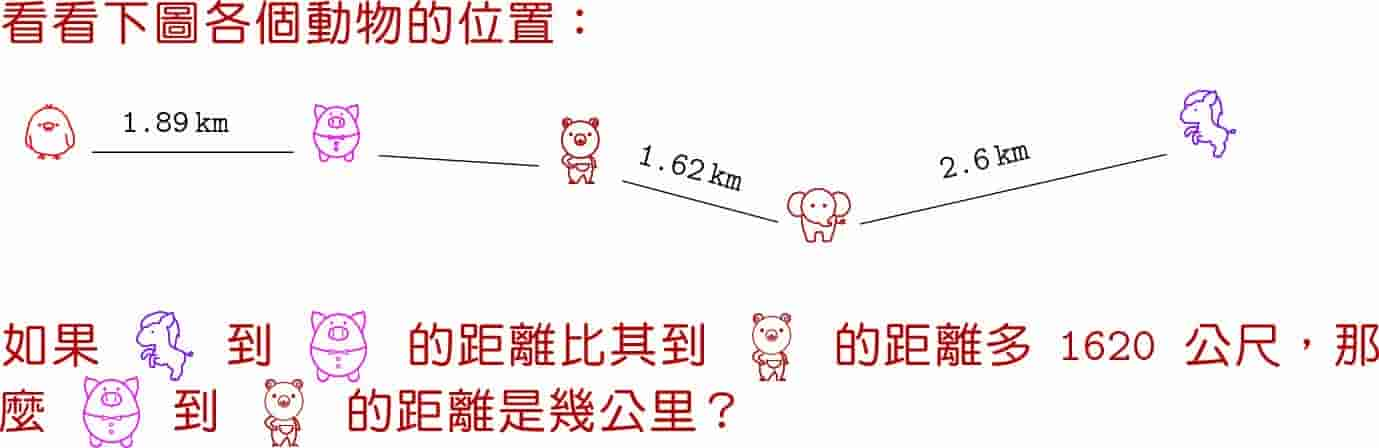 看看下圖各個動物的位置：
1.89 km
1.62 km
2.6 km
如果 到 的距離比其到 的距離多 1620 公尺，那
麼 到 的距離是幾公里？